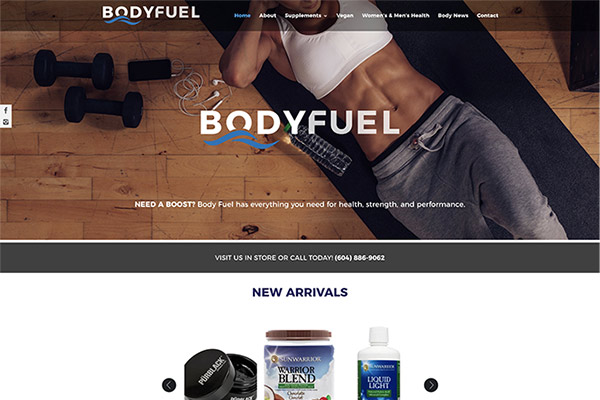 BODYFUEL
Home About Supplements Vegan Women's & Men's Health Body News Contact
BODYFUEL
NEED A BOOST? Body Fuel has everything you need for health, strength, and performance.
VISIT US IN STORE OR CALL TODAY! (604) 886-9062
NEW ARRIVALS
PÜRBLACK
SUNWARRIOR
WARRIOR
BLEND
Chocolate
SUNWARRIOR
LIQUID
LIGHT